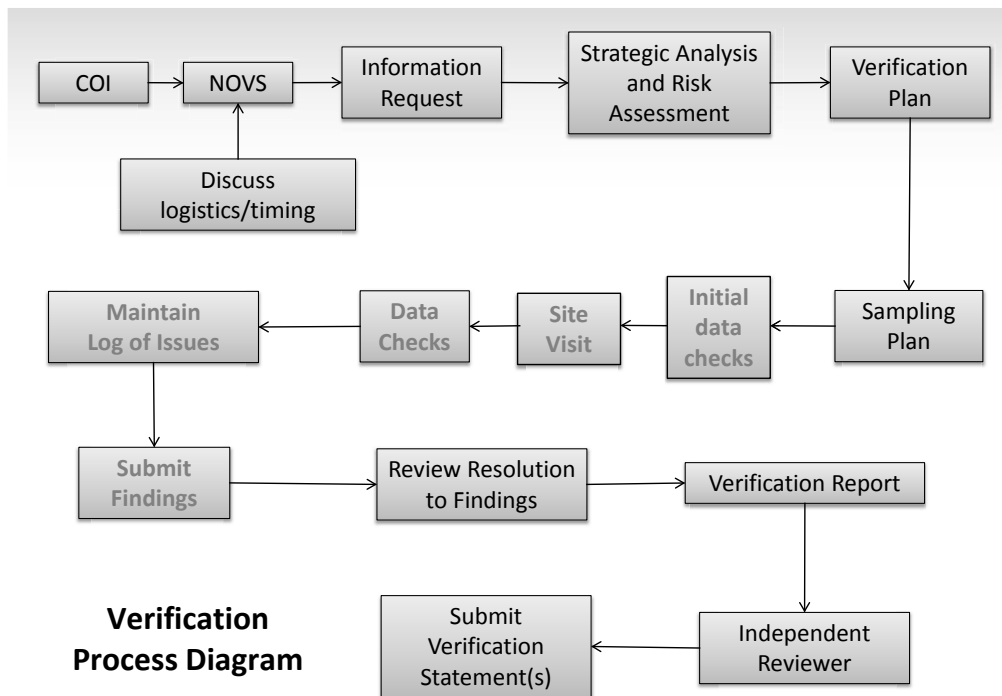 COI
NOVS
Information
Request
Strategic Analysis
and Risk
Assessment
Verification
Plan
Discuss
logistics/timing
Sampling
Plan
Initial
data
checks
Site
Visit
Data
Checks
Maintain
Log of Issues
Submit
Findings
Review Resolution
to Findings
Verification Report
Independent
Reviewer
Submit
Verification
Statement(s)
Verification
Process Diagram